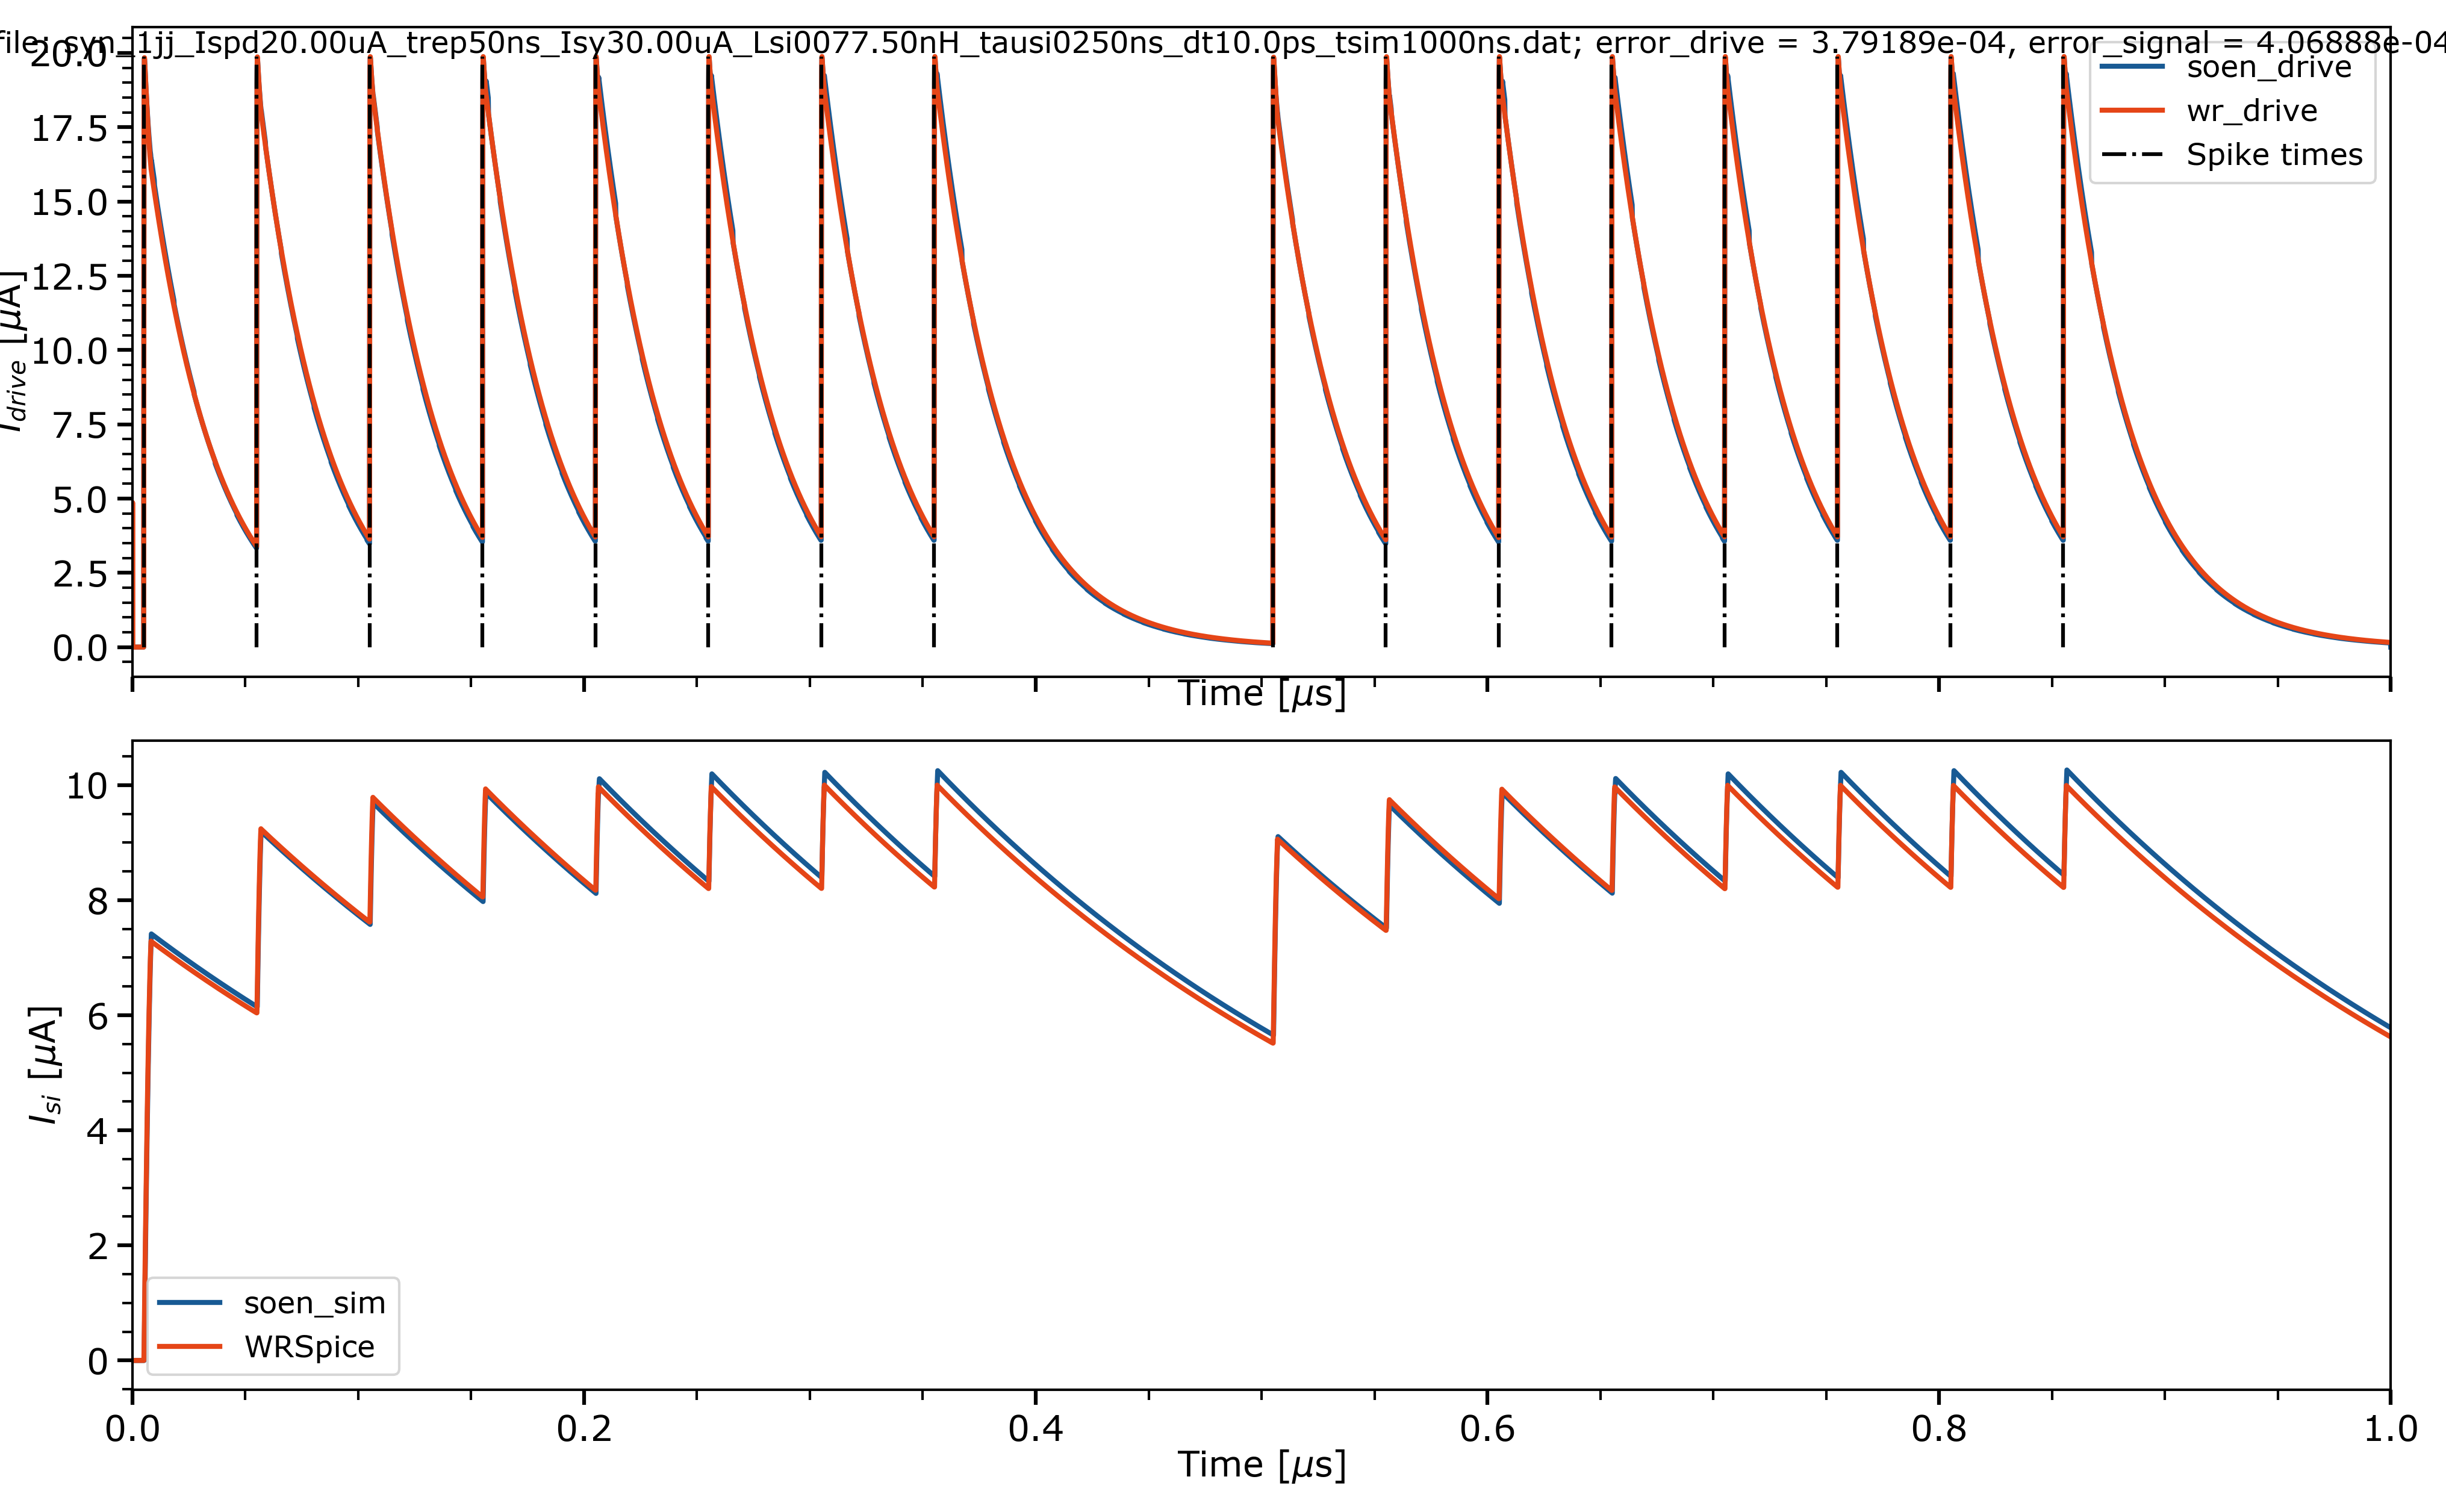 file: syn_1jj_Ispd20.00uA_trep50ns_Isy30.00uA_Lsi0077.50nH_tausi0250ns_dt10.0ps_tsim1000ns.dat; error_drive = 3.79189e-04, error_signal = 4.06888e-04
20.0
17.5
15.0
12.5
10.0
7.5
5.0
2.5
0.0
I_drive [μA]
soen_drive
wr_drive
Spike times
Time [μs]
10
8
6
4
2
0
I_si [μA]
soen_sim
WRSpice
0.0 0.2 0.4 0.6 0.8 1.0
Time [μs]